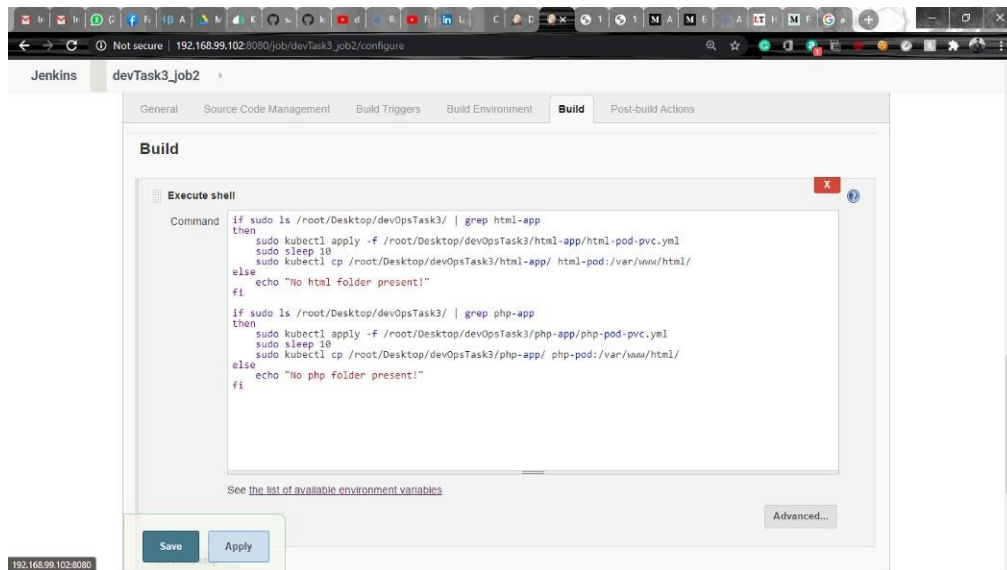 Not secure | 192.168.99.102:8080/job/devTask3_job2/configure
Jenkins devTask3_job2
General Source Code Management Build Triggers Build Environment Build Post-build Actions
Build
X
Execute shell
Command
if sudo ls /root/Desktop/devOpsTask3/ | grep html-app
then
sudo kubectl apply -f /root/Desktop/devOpsTask3/html-app/html-pod-pvc.yml
sudo sleep 10
sudo kubectl cp /root/Desktop/devOpsTask3/html-app/ html-pod:/var/www/html/
else
echo "No html folder present!"
fi
if sudo ls /root/Desktop/devOpsTask3/ | grep php-app
then
sudo kubectl apply -f /root/Desktop/devOpsTask3/php-app/php-pod-pvc.yml
sudo sleep 10
sudo kubectl cp /root/Desktop/devOpsTask3/php-app/ php-pod:/var/www/html/
else
echo "No php folder present!"
fi
See the list of available environment variables
Advanced...
Save Apply
192.168.99.102:8080